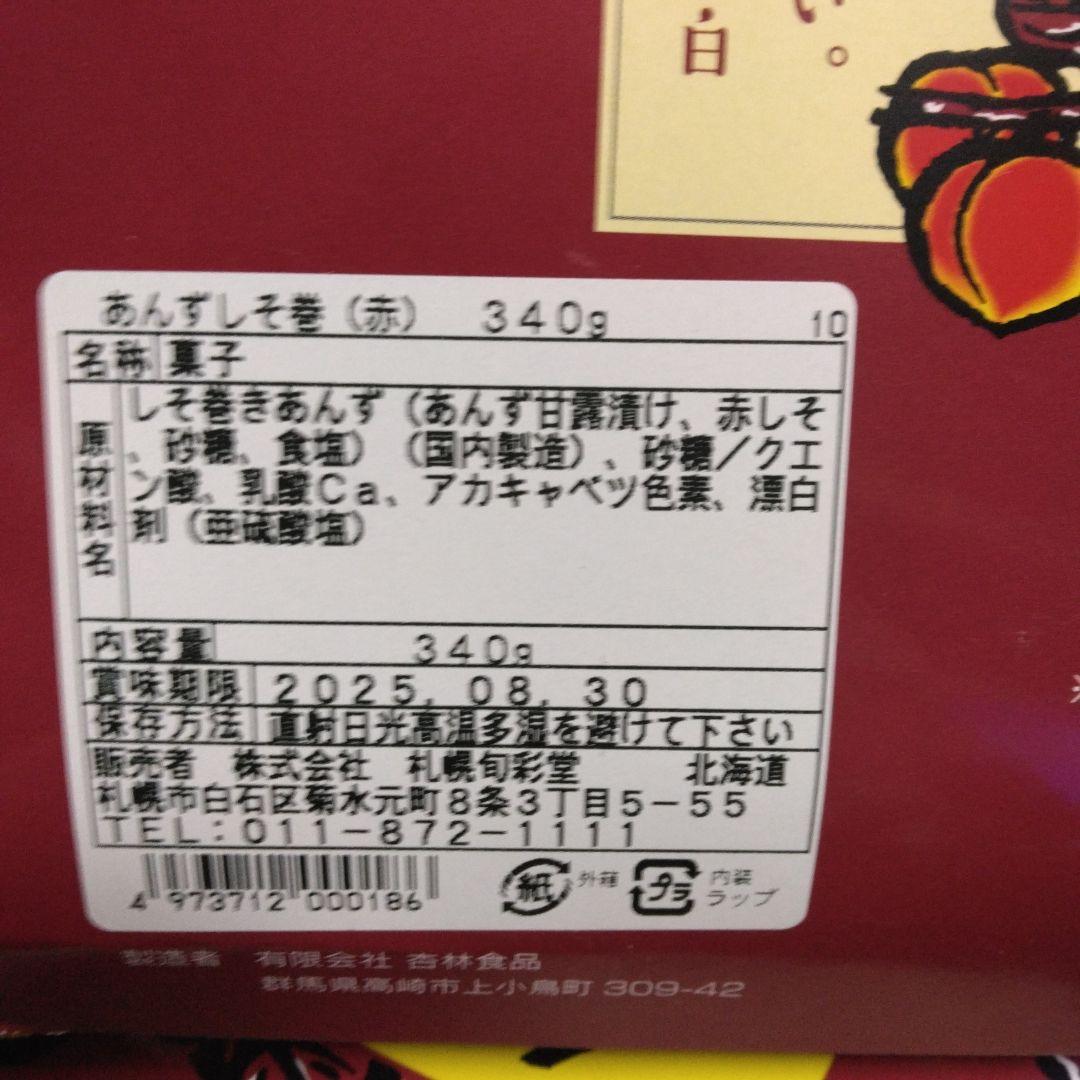 い。
白
あんずしそ巻（赤） 340g 10
名称 菓子
原材料名
しそ巻きあんず（あんず甘露漬け、赤しそ
、砂糖、食塩）（国内製造）、砂糖／クエ
ン酸、乳酸Ca、アカキャベツ色素、漂白
剤（亜硫酸塩）
内容量 340g
賞味期限 2025.08.30
保存方法 直射日光高温多湿を避けて下さい
販売者 株式会社 札幌旬彩堂 北海道
札幌市白石区菊水元町8条3丁目5-55
TEL:011-872-1111
4 973712 000186
紙 外箱 プラ 内装
ラップ
製造者 有限会社 杏林食品
群馬県高崎市上小鳥町 309-42